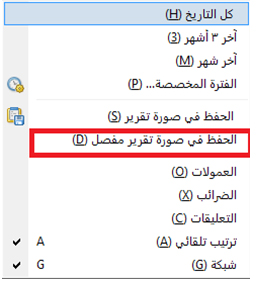 كل التاريخ (H)
آخر ٣ أشهر (3)
آخر شهر (M)
الفترة المخصصة... (P)
الحفظ في صورة تقرير (S)
الحفظ في صورة تقرير مفصل (D)
العمولات (O)
الضرائب (X)
التعليقات (C)
ترتيب تلقائي (A) A
شبكة (G) G